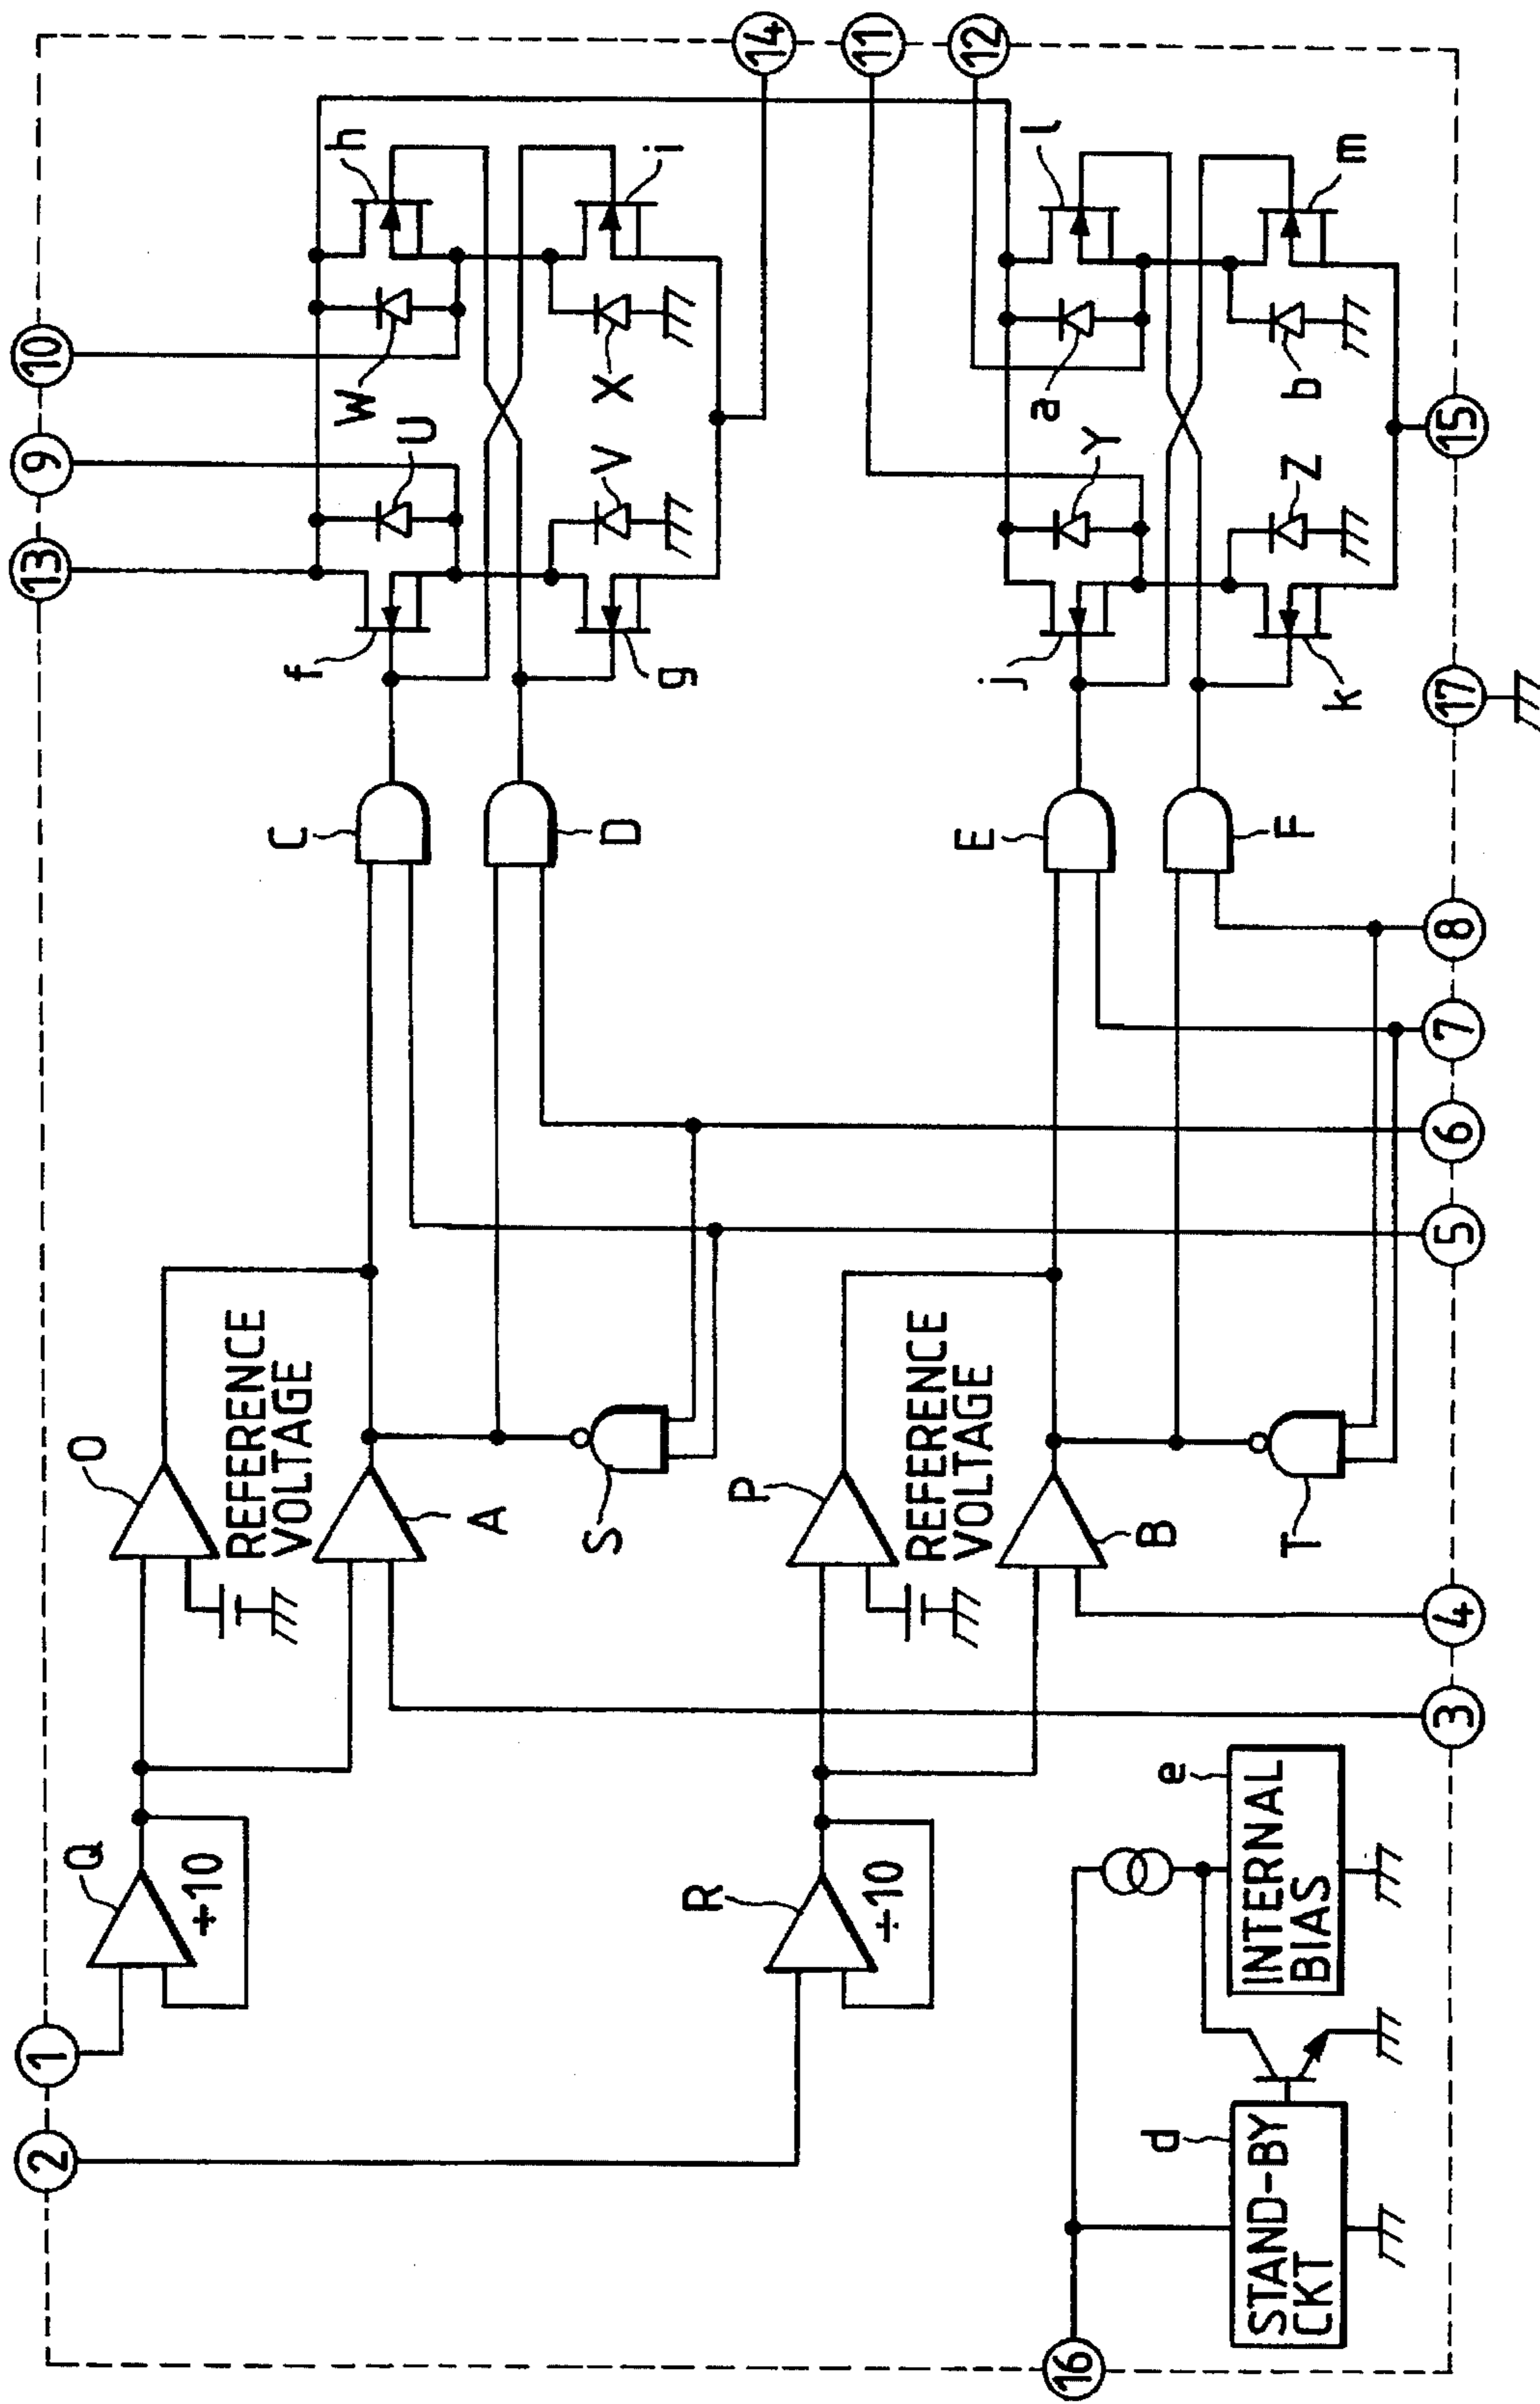 2
1
13
9
10
Q
O
÷10
REFERENCE
VOLTAGE
C
f
W
h
U
A
S
D
V
X
g
i
R
P
14
÷10
11
REFERENCE
VOLTAGE
E
j
12
a
l
Y
16
B
d
e
STAND-BY
CKT
INTERNAL
BIAS
T
F
Z
b
k
m
3
4
5
6
7
8
17
15